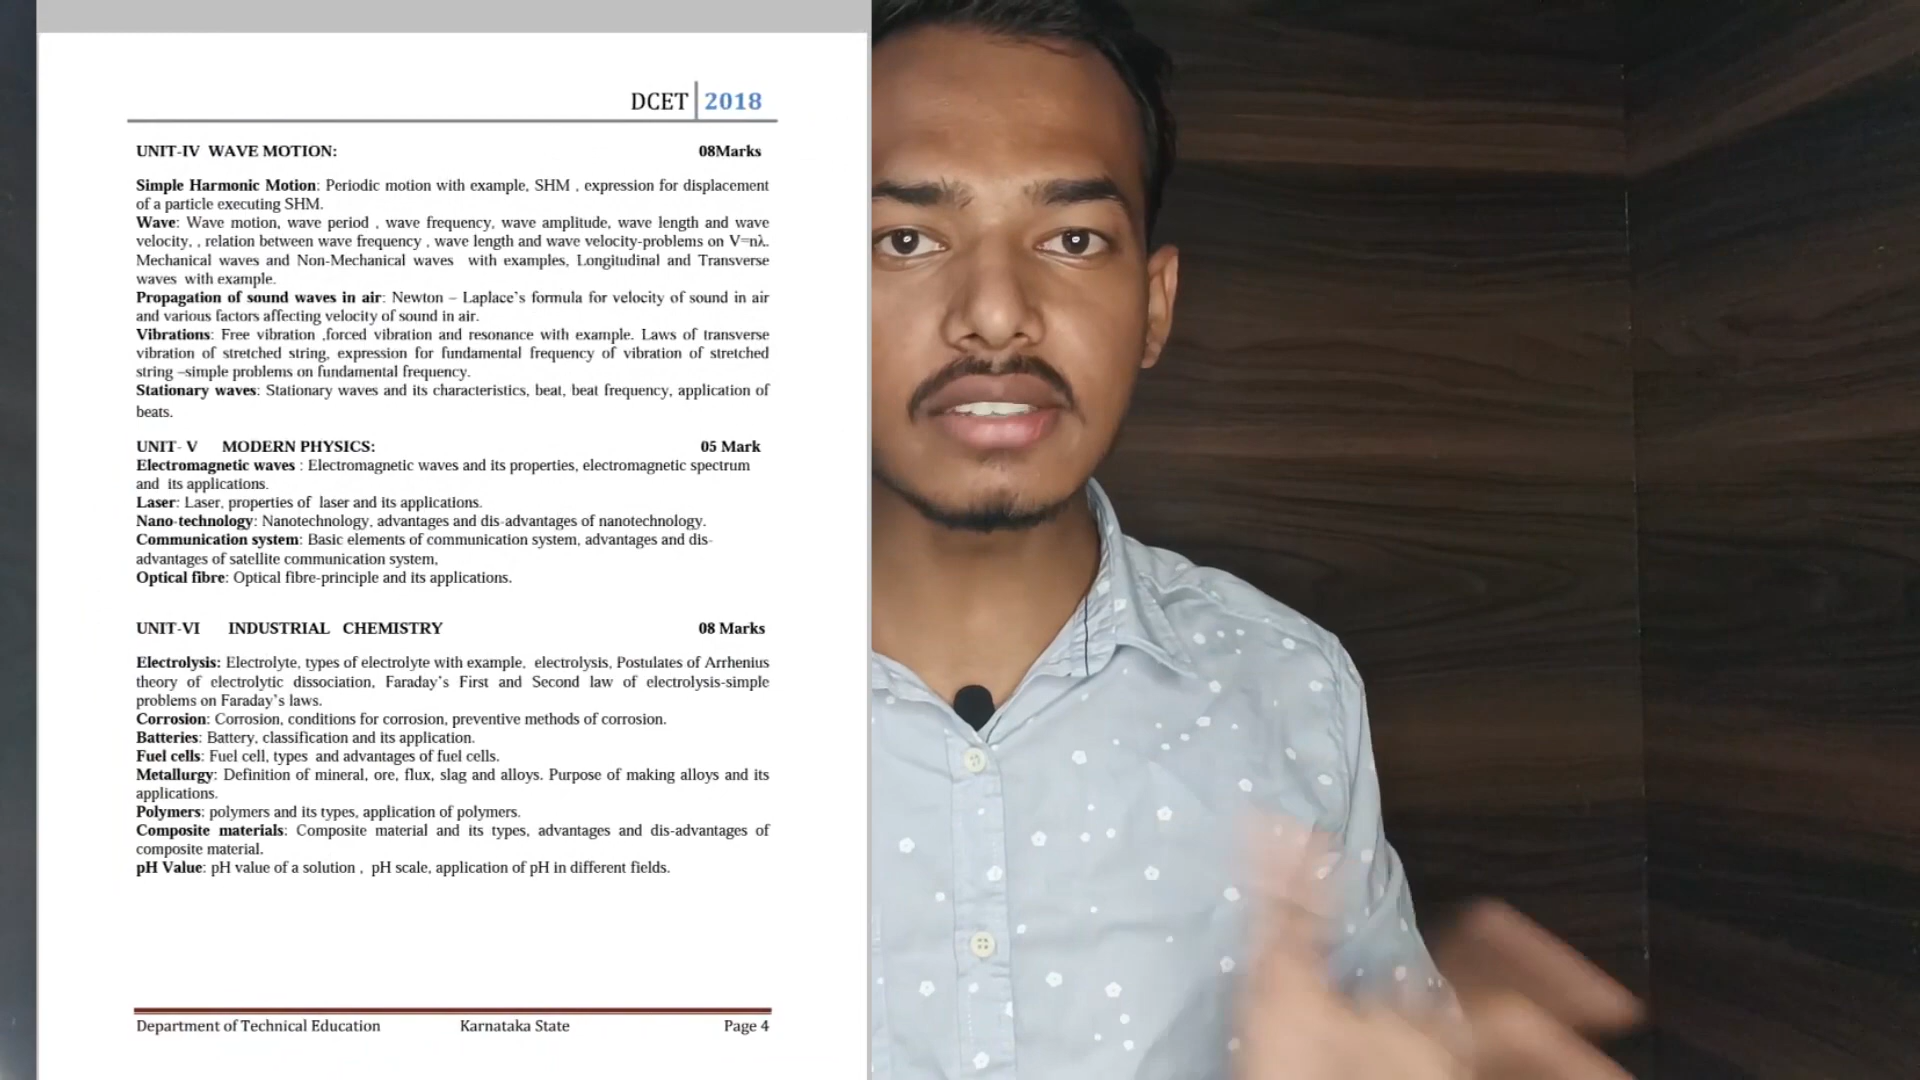 DCET 2018
UNIT-IV WAVE MOTION: 08Marks
Simple Harmonic Motion: Periodic motion with example, SHM , expression for displacement
of a particle executing SHM.
Wave: Wave motion, wave period , wave frequency, wave amplitude, wave length and wave
velocity, , relation between wave frequency , wave length and wave velocity-problems on V=nλ.
Mechanical waves and Non-Mechanical waves with examples, Longitudinal and Transverse
waves with example.
Propagation of sound waves in air: Newton – Laplace's formula for velocity of sound in air
and various factors affecting velocity of sound in air.
Vibrations: Free vibration ,forced vibration and resonance with example. Laws of transverse
vibration of stretched string, expression for fundamental frequency of vibration of stretched
string –simple problems on fundamental frequency.
Stationary waves: Stationary waves and its characteristics, beat, beat frequency, application of
beats.
UNIT- V MODERN PHYSICS: 05 Mark
Electromagnetic waves : Electromagnetic waves and its properties, electromagnetic spectrum
and its applications.
Laser: Laser, properties of laser and its applications.
Nano-technology: Nanotechnology, advantages and dis-advantages of nanotechnology.
Communication system: Basic elements of communication system, advantages and dis-
advantages of satellite communication system,
Optical fibre: Optical fibre-principle and its applications.
UNIT-VI INDUSTRIAL CHEMISTRY 08 Marks
Electrolysis: Electrolyte, types of electrolyte with example, electrolysis, Postulates of Arrhenius
theory of electrolytic dissociation, Faraday's First and Second law of electrolysis-simple
problems on Faraday's laws.
Corrosion: Corrosion, conditions for corrosion, preventive methods of corrosion.
Batteries: Battery, classification and its application.
Fuel cells: Fuel cell, types and advantages of fuel cells.
Metallurgy: Definition of mineral, ore, flux, slag and alloys. Purpose of making alloys and its
applications.
Polymers: polymers and its types, application of polymers.
Composite materials: Composite material and its types, advantages and dis-advantages of
composite material.
pH Value: pH value of a solution , pH scale, application of pH in different fields.
Department of Technical Education Karnataka State Page 4